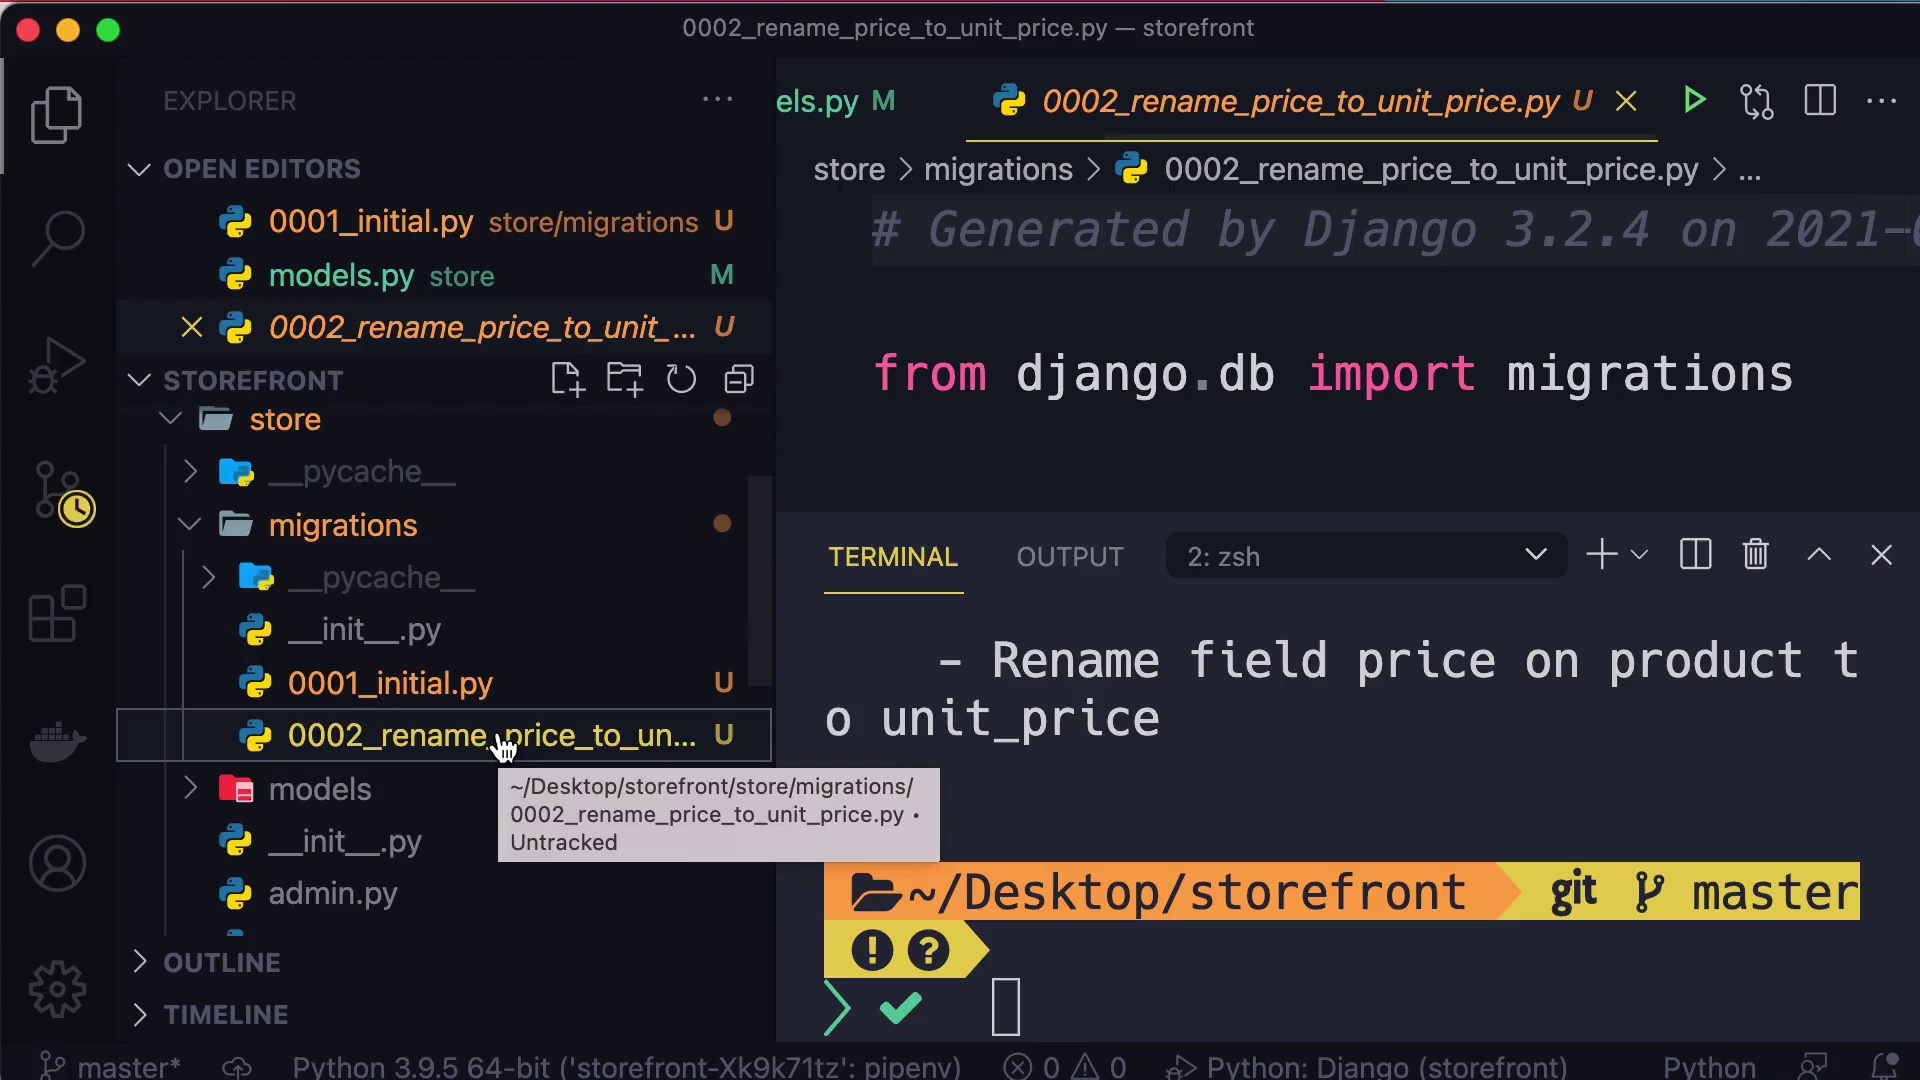 0002_rename_price_to_unit_price.py — storefront
EXPLORER
OPEN EDITORS
0001_initial.py store/migrations U
models.py store M
0002_rename_price_to_unit_... U
STOREFRONT
store
__pycache__
migrations
__pycache__
__init__.py
0001_initial.py U
0002_rename_price_to_un... U
~/Desktop/storefront/store/migrations/
0002_rename_price_to_unit_price.py •
Untracked
models
__init__.py
admin.py
OUTLINE
TIMELINE
els.py M
0002_rename_price_to_unit_price.py U
store > migrations > 0002_rename_price_to_unit_price.py > ...
# Generated by Django 3.2.4 on 2021-0
from django.db import migrations
TERMINAL OUTPUT 2: zsh
- Rename field price on product t
o unit_price
~/Desktop/storefront git master
! ?
master* Python 3.9.5 64-bit ('storefront-Xk9k71tz': pipenv) 0 0 Python: Django (storefront) Python